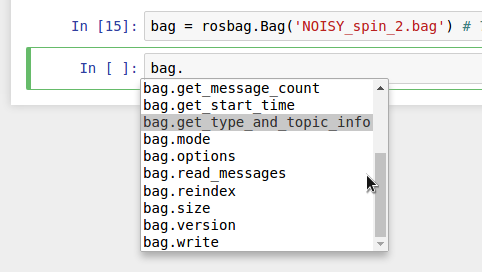 In [15]: bag = rosbag.Bag('NOISY_spin_2.bag') #
In [ ]: bag.
bag.get_message_count
bag.get_start_time
bag.get_type_and_topic_info
bag.mode
bag.options
bag.read_messages
bag.reindex
bag.size
bag.version
bag.write